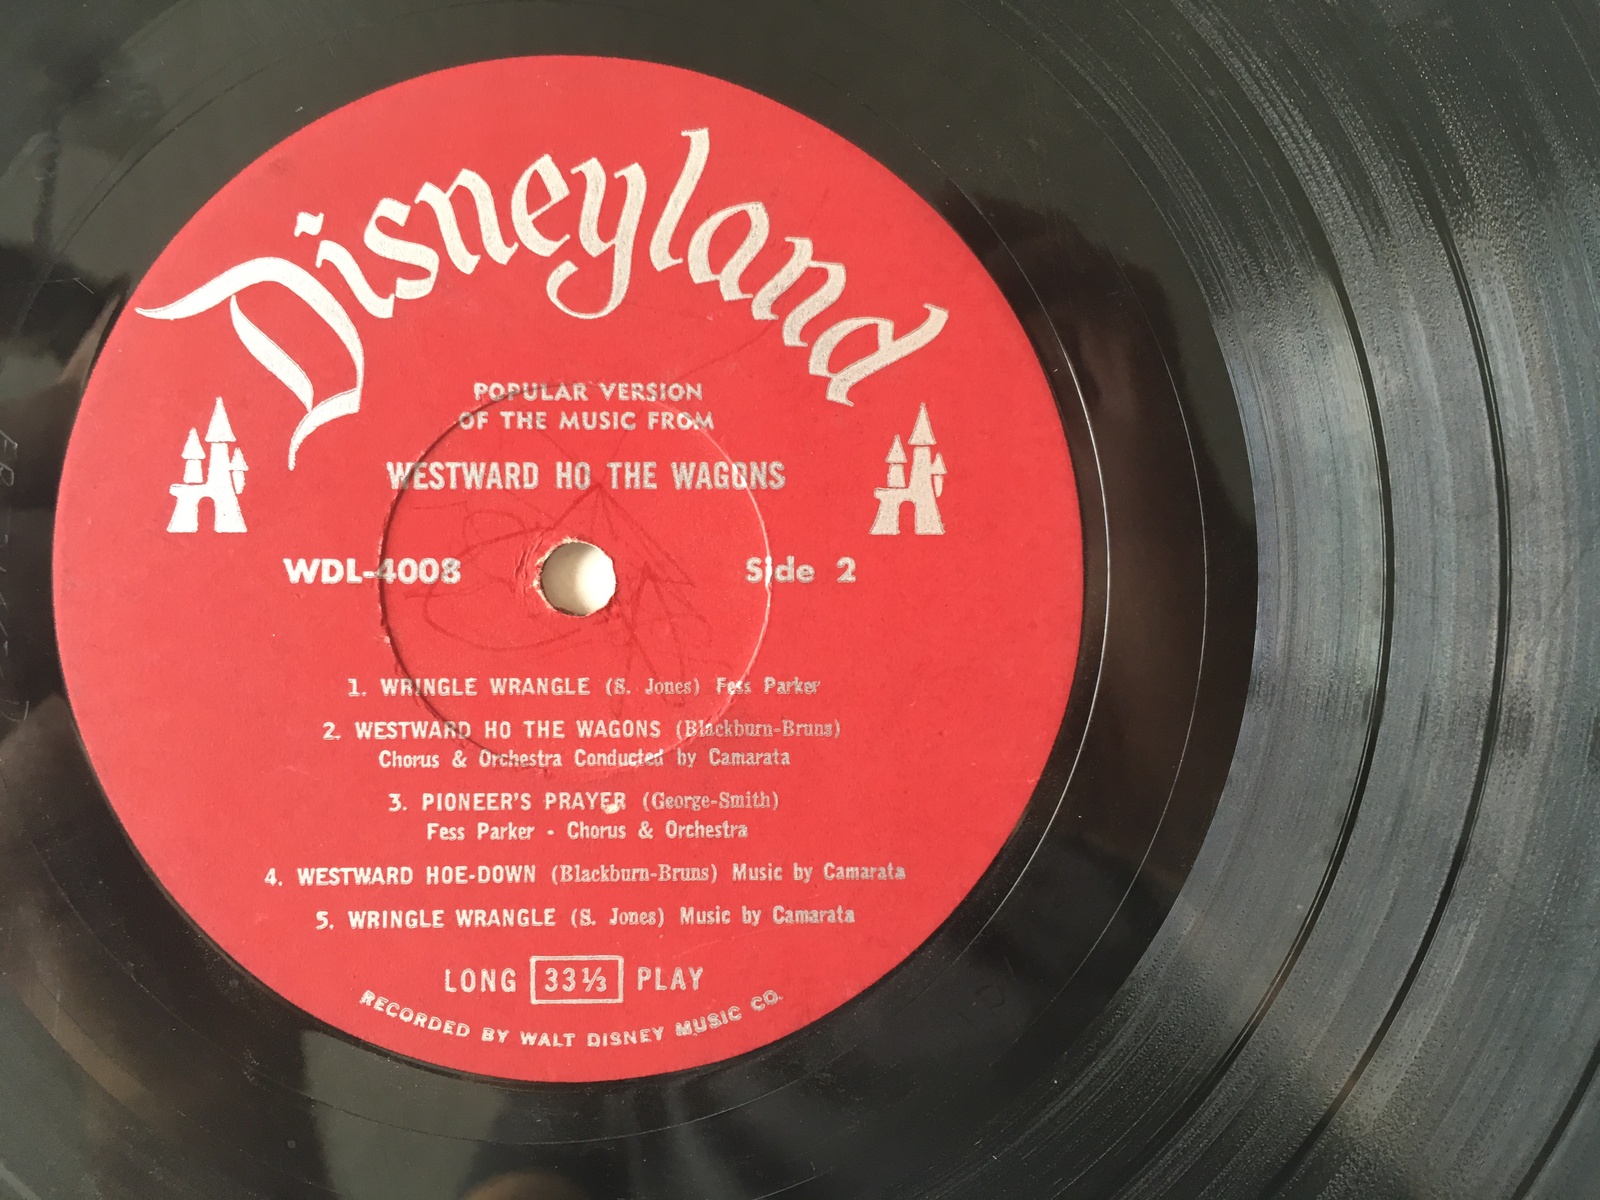 Disneyland
POPULAR VERSION
OF THE MUSIC FROM
WESTWARD HO THE WAGONS
WDL-4008 Side 2
1. WRINGLE WRANGLE (S. Jones) Fess Parker
2. WESTWARD HO THE WAGONS (Blackburn-Bruns)
Chorus & Orchestra Conducted by Camarata
3. PIONEER'S PRAYER (George-Smith)
Fess Parker - Chorus & Orchestra
4. WESTWARD HOE-DOWN (Blackburn-Bruns) Music by Camarata
5. WRINGLE WRANGLE (S. Jones) Music by Camarata
LONG 33⅓ PLAY
RECORDED BY WALT DISNEY MUSIC CO.